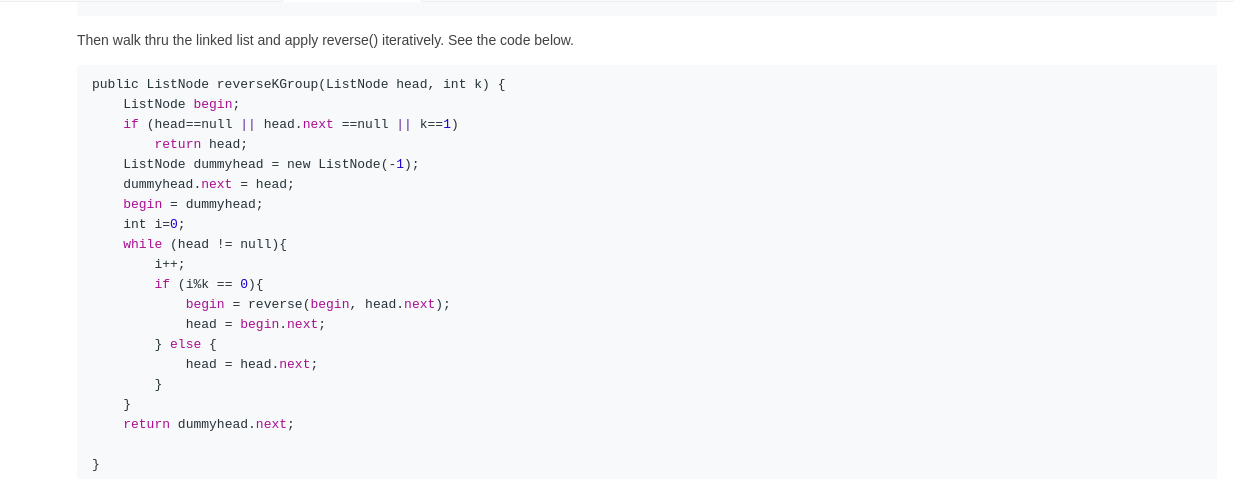 Then walk thru the linked list and apply reverse() iteratively. See the code below.
public ListNode reverseKGroup(ListNode head, int k) {
    ListNode begin;
    if (head==null || head.next ==null || k==1)
        return head;
    ListNode dummyhead = new ListNode(-1);
    dummyhead.next = head;
    begin = dummyhead;
    int i=0;
    while (head != null){
        i++;
        if (i%k == 0){
            begin = reverse(begin, head.next);
            head = begin.next;
        } else {
            head = head.next;
        }
    }
    return dummyhead.next;

}